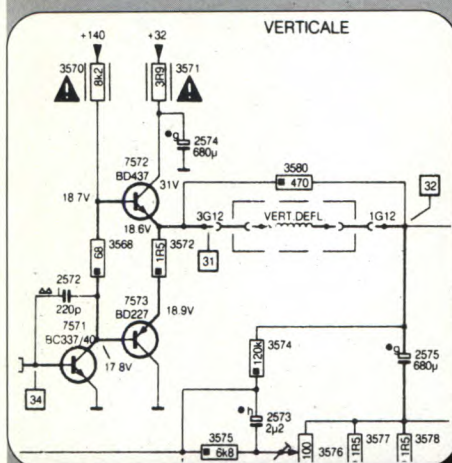 VERTICALE
+140
+32
3570
8k2
3R9
3571
g
2574
680µ
7572
BD437
31V
3580
470
32
18.7V
18.6V
3G12
VERT. DEFL.
1G12
3568
68
3572
1R5
31
2572
220p
7573
BD227
18.9V
7571
BC337/40
17.8V
34
3574
120k
g
2575
680µ
h
2573
2µ2
3575
6k8
100
3576
1R5
3577
1R5
3578